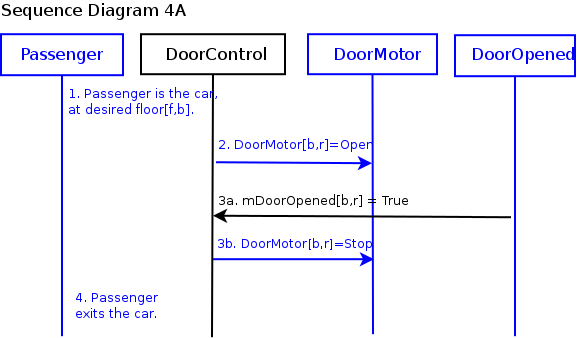 Sequence Diagram 4A
Passenger
DoorControl
DoorMotor
DoorOpened
1. Passenger is the car,
at desired floor[f,b].
2. DoorMotor[b,r]=Open
3a. mDoorOpened[b,r] = True
3b. DoorMotor[b,r]=Stop
4. Passenger
exits the car.